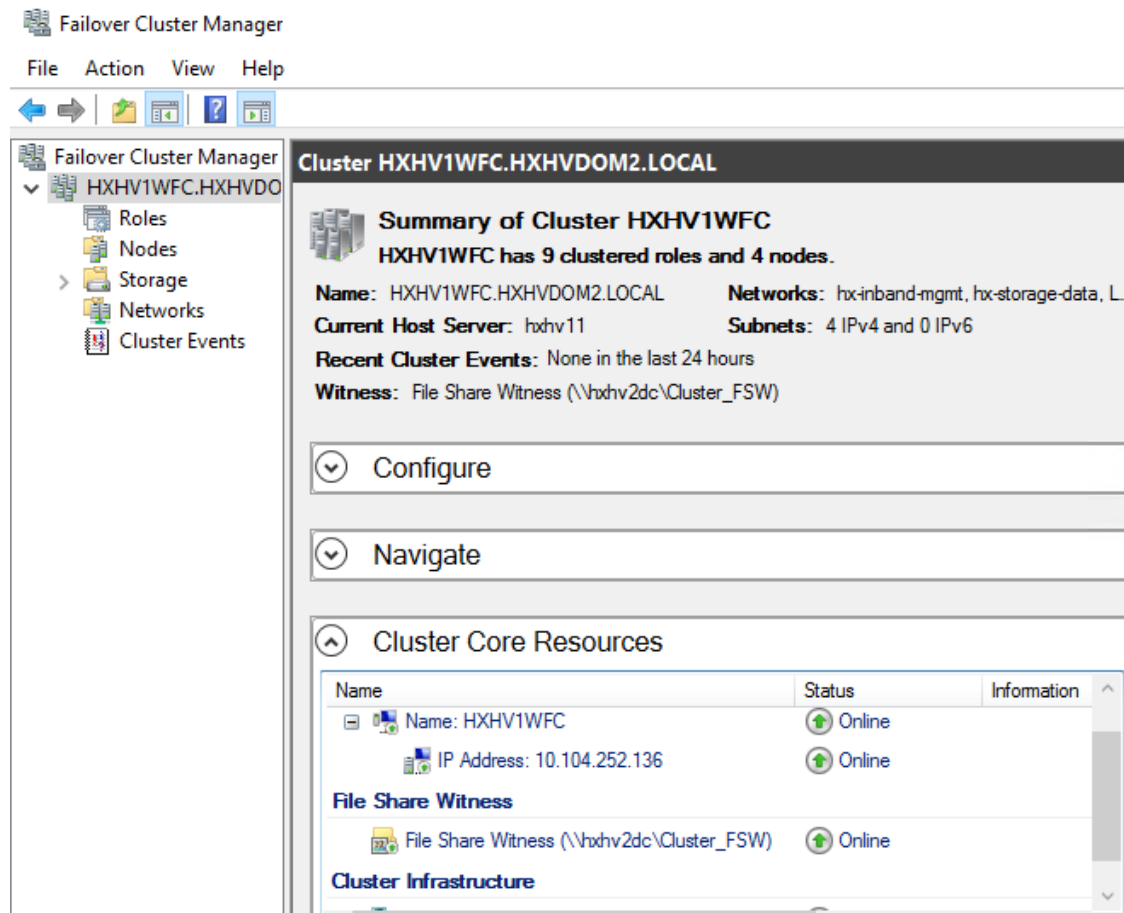 Failover Cluster Manager
File Action View Help
Failover Cluster Manager
HXHV1WFC.HXHVDO
Roles
Nodes
Storage
Networks
Cluster Events
Cluster HXHV1WFC.HXHVDOM2.LOCAL
Summary of Cluster HXHV1WFC
HXHV1WFC has 9 clustered roles and 4 nodes.
Name: HXHV1WFC.HXHVDOM2.LOCAL Networks: hx-inband-mgmt, hx-storage-data, L..
Current Host Server: hxhv11 Subnets: 4 IPv4 and 0 IPv6
Recent Cluster Events: None in the last 24 hours
Witness: File Share Witness (\\hxhv2dc\Cluster_FSW)
Configure
Navigate
Cluster Core Resources
Name Status Information
Name: HXHV1WFC Online
IP Address: 10.104.252.136 Online
File Share Witness
File Share Witness (\\hxhv2dc\Cluster_FSW) Online
Cluster Infrastructure